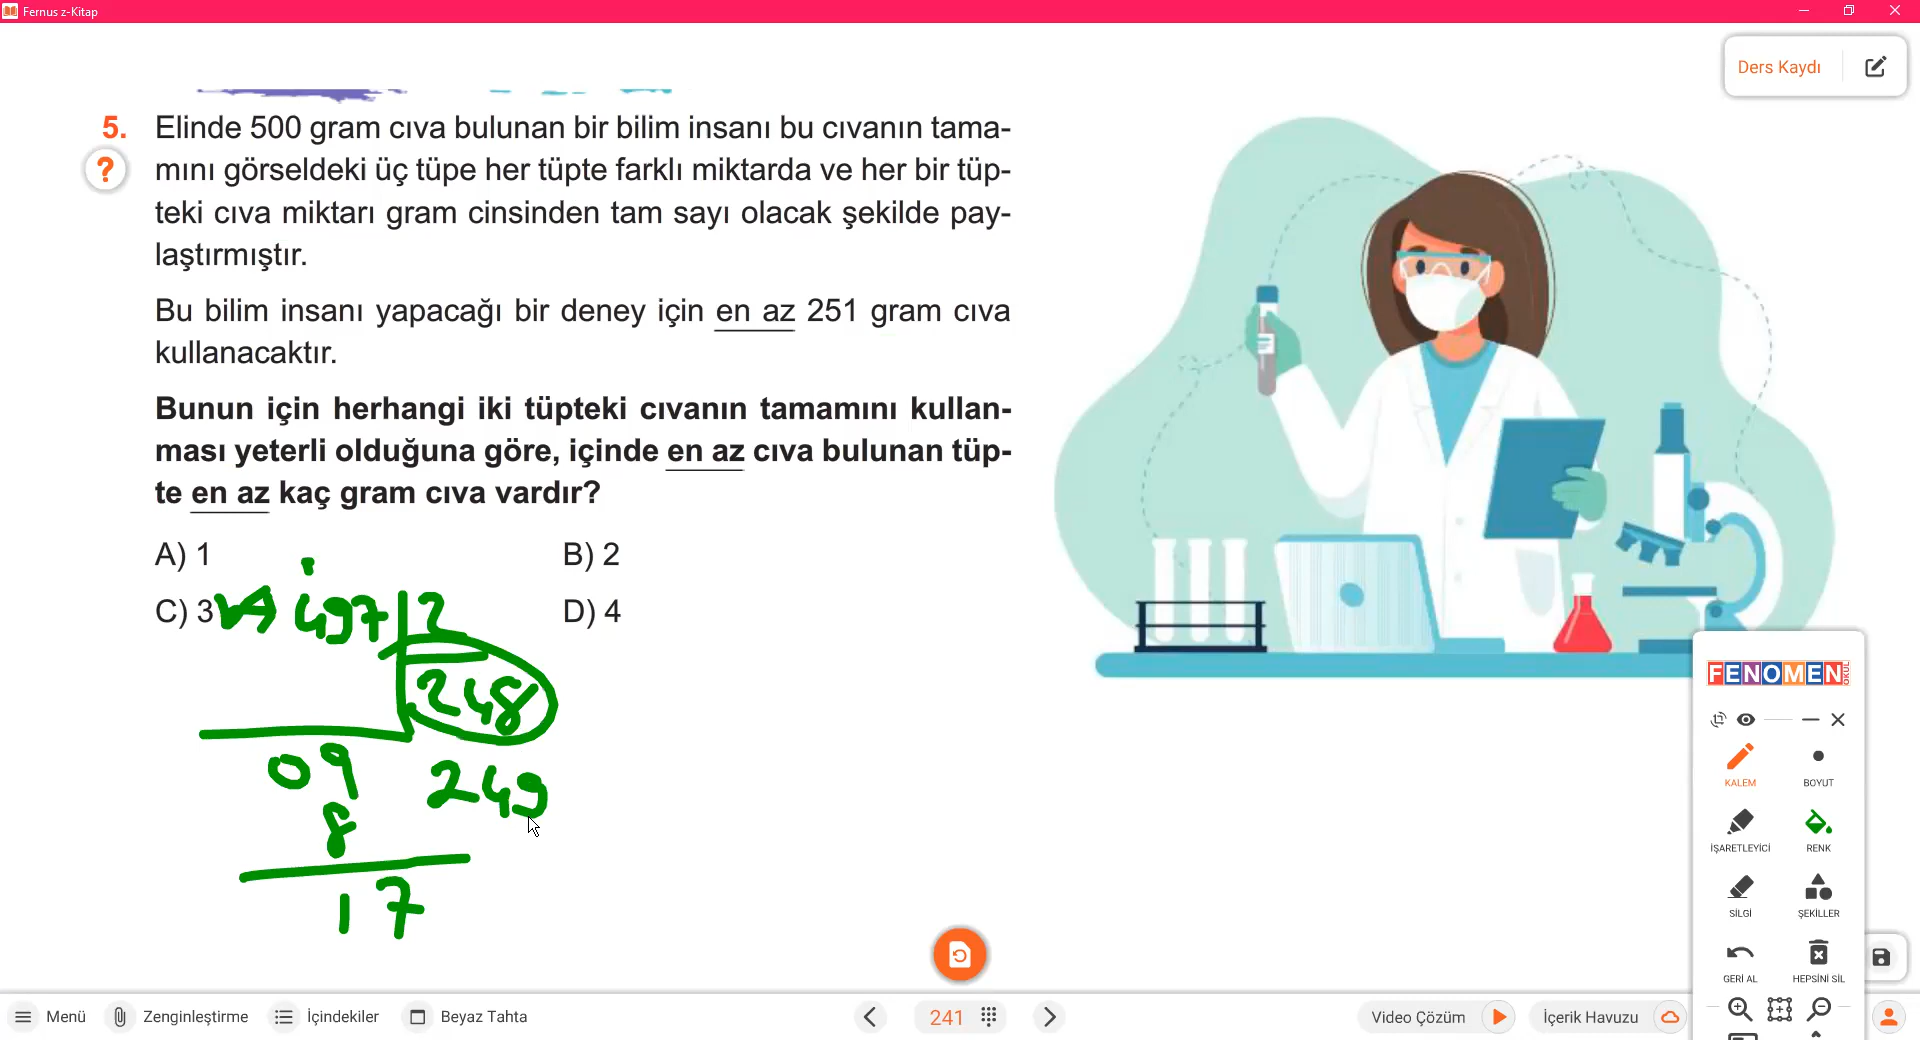 Fernus z-Kitap
Ders Kaydı
5. Elinde 500 gram cıva bulunan bir bilim insanı bu cıvanın tama-
? mını görseldeki üç tüpe her tüpte farklı miktarda ve her bir tüp-
teki cıva miktarı gram cinsinden tam sayı olacak şekilde pay-
laştırmıştır.
Bu bilim insanı yapacağı bir deney için en az 251 gram cıva
kullanacaktır.
Bunun için herhangi iki tüpteki cıvanın tamamını kullan-
ması yeterli olduğuna göre, içinde en az cıva bulunan tüp-
te en az kaç gram cıva vardır?
A) 1 B) 2
C) 3 497 2 D) 4
248
09 249
8
17
FENOMEN OKUL
KALEM BOYUT
İŞARETLEYİCİ RENK
SİLGİ ŞEKİLLER
GERİ AL HEPSİNİ SİL
Menü Zenginleştirme İçindekiler Beyaz Tahta 241 Video Çözüm İçerik Havuzu